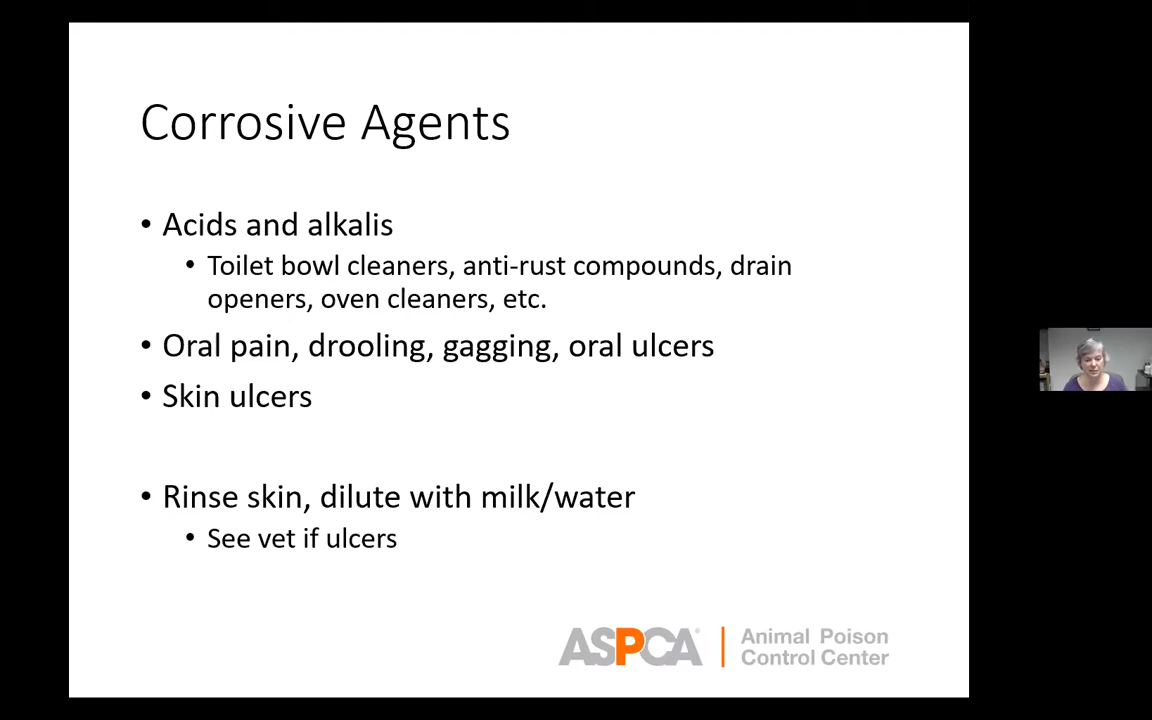 Corrosive Agents
• Acids and alkalis
• Toilet bowl cleaners, anti-rust compounds, drain
openers, oven cleaners, etc.
• Oral pain, drooling, gagging, oral ulcers
• Skin ulcers
• Rinse skin, dilute with milk/water
• See vet if ulcers
ASPCA® | Animal Poison
Control Center